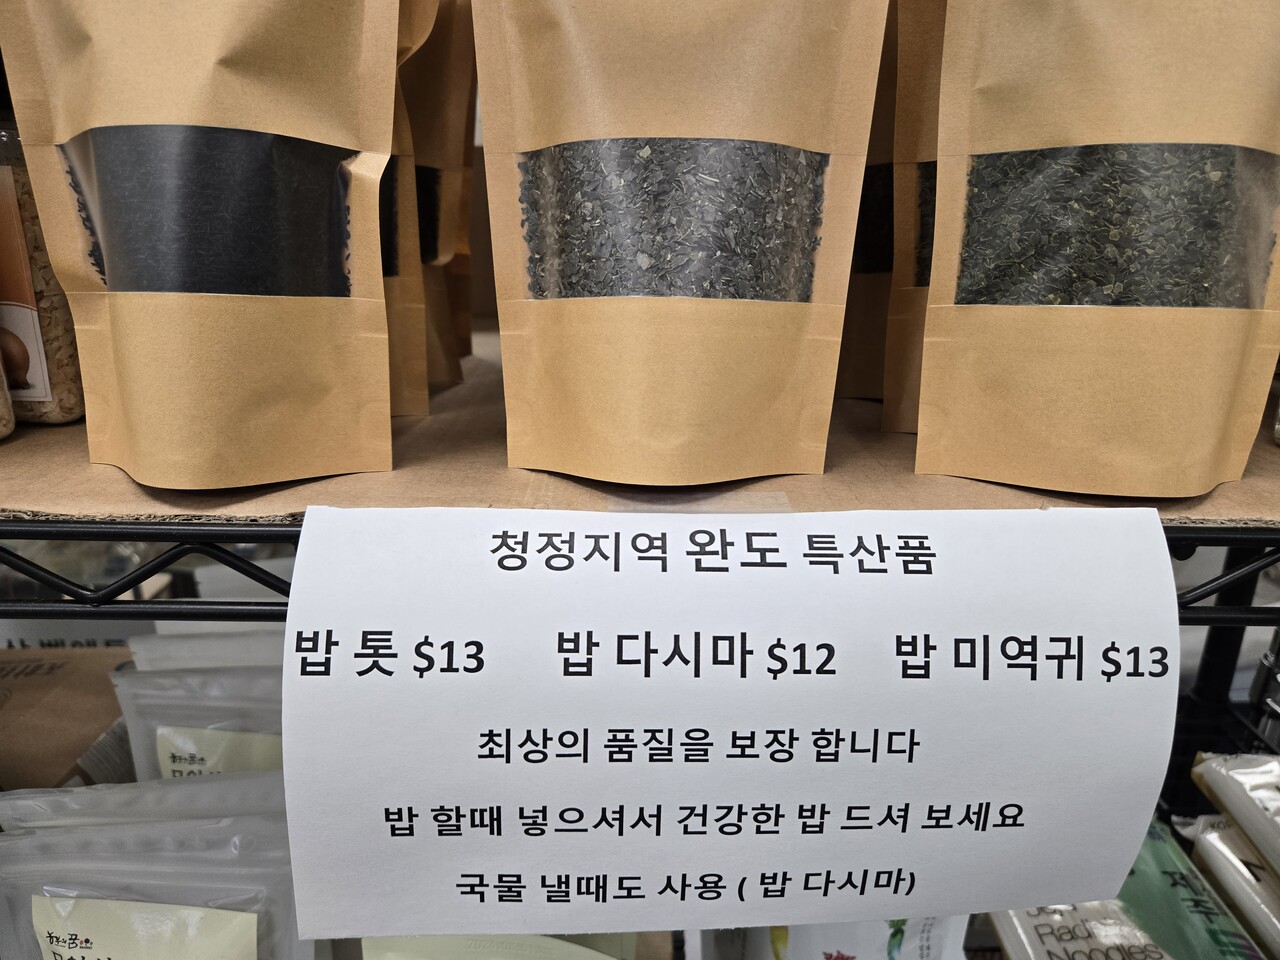 청정지역 완도 특산품
밥 톳 $13 밥 다시마 $12 밥 미역귀 $13
최상의 품질을 보장 합니다
밥 할때 넣으셔서 건강한 밥 드셔 보세요
국물 낼때도 사용 ( 밥 다시마)
제주
Noodles